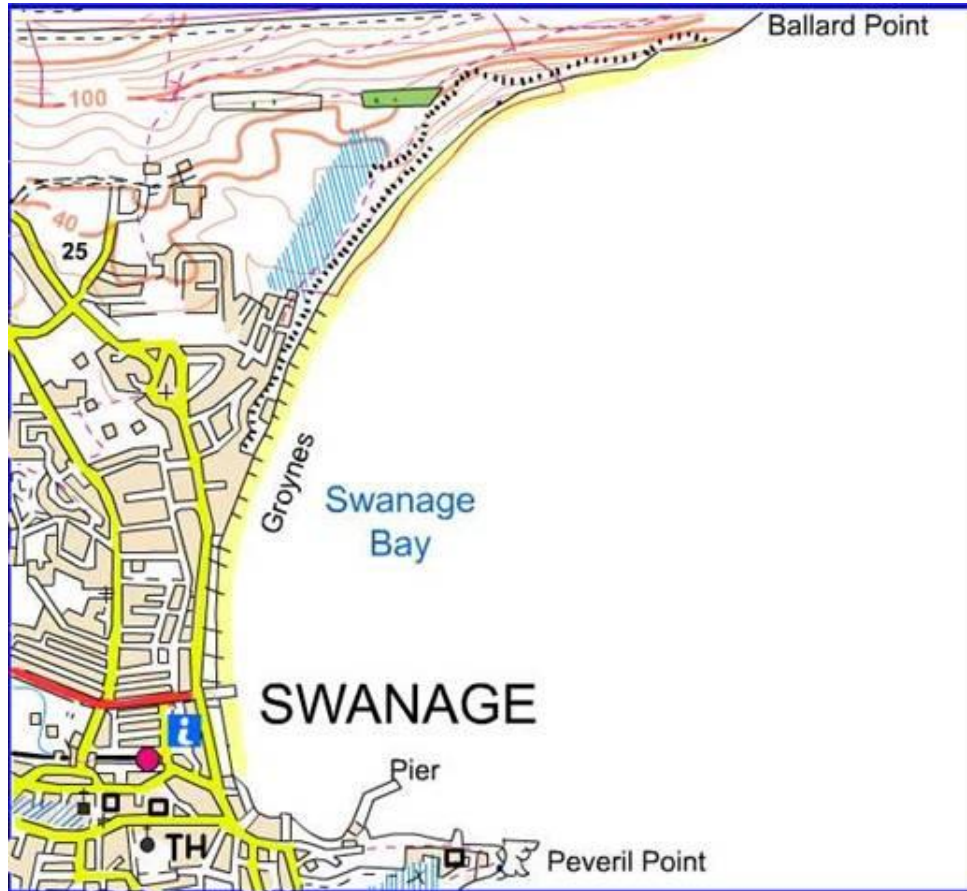 Ballard Point
100
40
25
Groynes
Swanage
Bay
SWANAGE
i
Pier
TH
Peveril Point